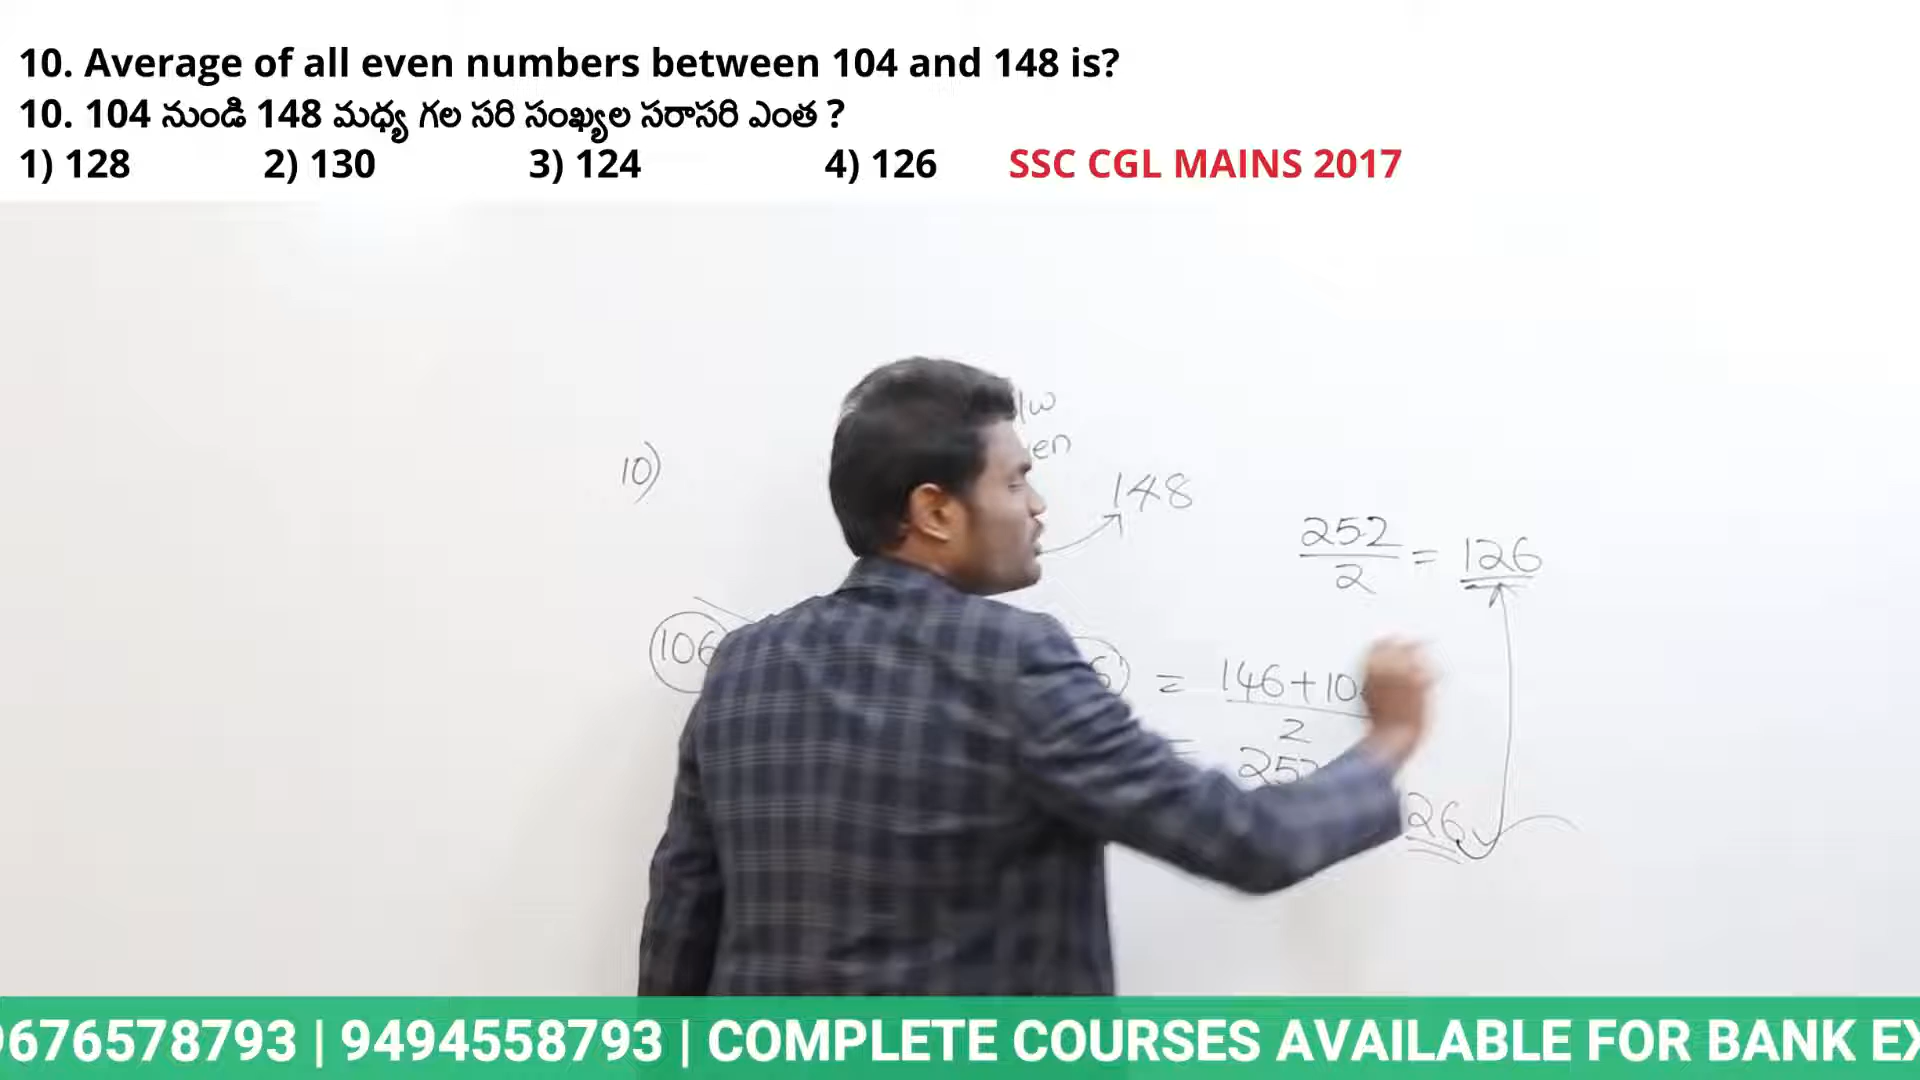 10. Average of all even numbers between 104 and 148 is?
10. 104 నుండి 148 మధ్య గల సరి సంఖ్యల సరాసరి ఎంత ?
1) 128 2) 130 3) 124 4) 126 SSC CGL MAINS 2017
10)
148
252
2
= 126
106
= 146+10
2
=
26
9676578793 | 9494558793 | COMPLETE COURSES AVAILABLE FOR BANK EX